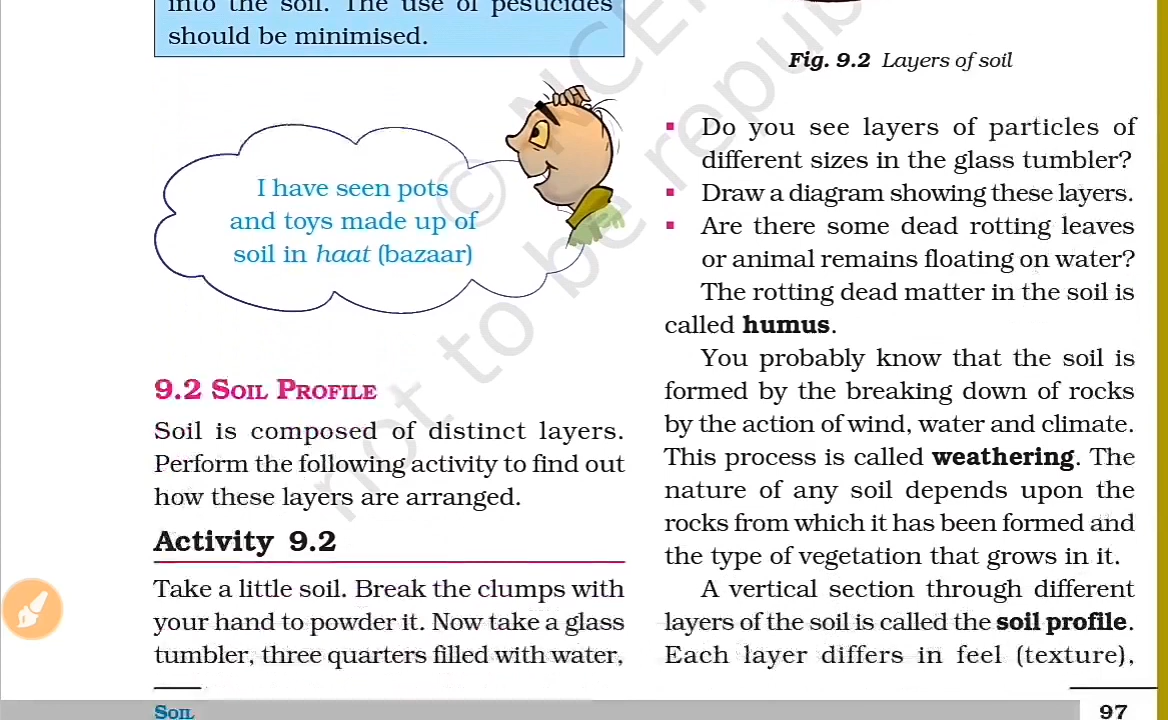 into the soil. The use of pesticides
should be minimised.
I have seen pots
and toys made up of
soil in haat (bazaar)
9.2 SOIL PROFILE
Soil is composed of distinct layers.
Perform the following activity to find out
how these layers are arranged.
Activity 9.2
Take a little soil. Break the clumps with
your hand to powder it. Now take a glass
tumbler, three quarters filled with water,
Fig. 9.2 Layers of soil
▪ Do you see layers of particles of
different sizes in the glass tumbler?
▪ Draw a diagram showing these layers.
▪ Are there some dead rotting leaves
or animal remains floating on water?
The rotting dead matter in the soil is
called humus.
You probably know that the soil is
formed by the breaking down of rocks
by the action of wind, water and climate.
This process is called weathering. The
nature of any soil depends upon the
rocks from which it has been formed and
the type of vegetation that grows in it.
A vertical section through different
layers of the soil is called the soil profile.
Each layer differs in feel (texture),
© NCE
not to be repu
SOIL
97